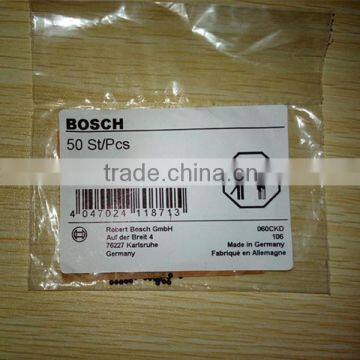 BOSCH
50 St/Pcs
trade.china.cn
4 047024 118713
Robert Bosch GmbH
Auf der Breit 4
76227 Karlsruhe
Germany
060CKD
106
Made in Germany
Fabriqué en Allemagne